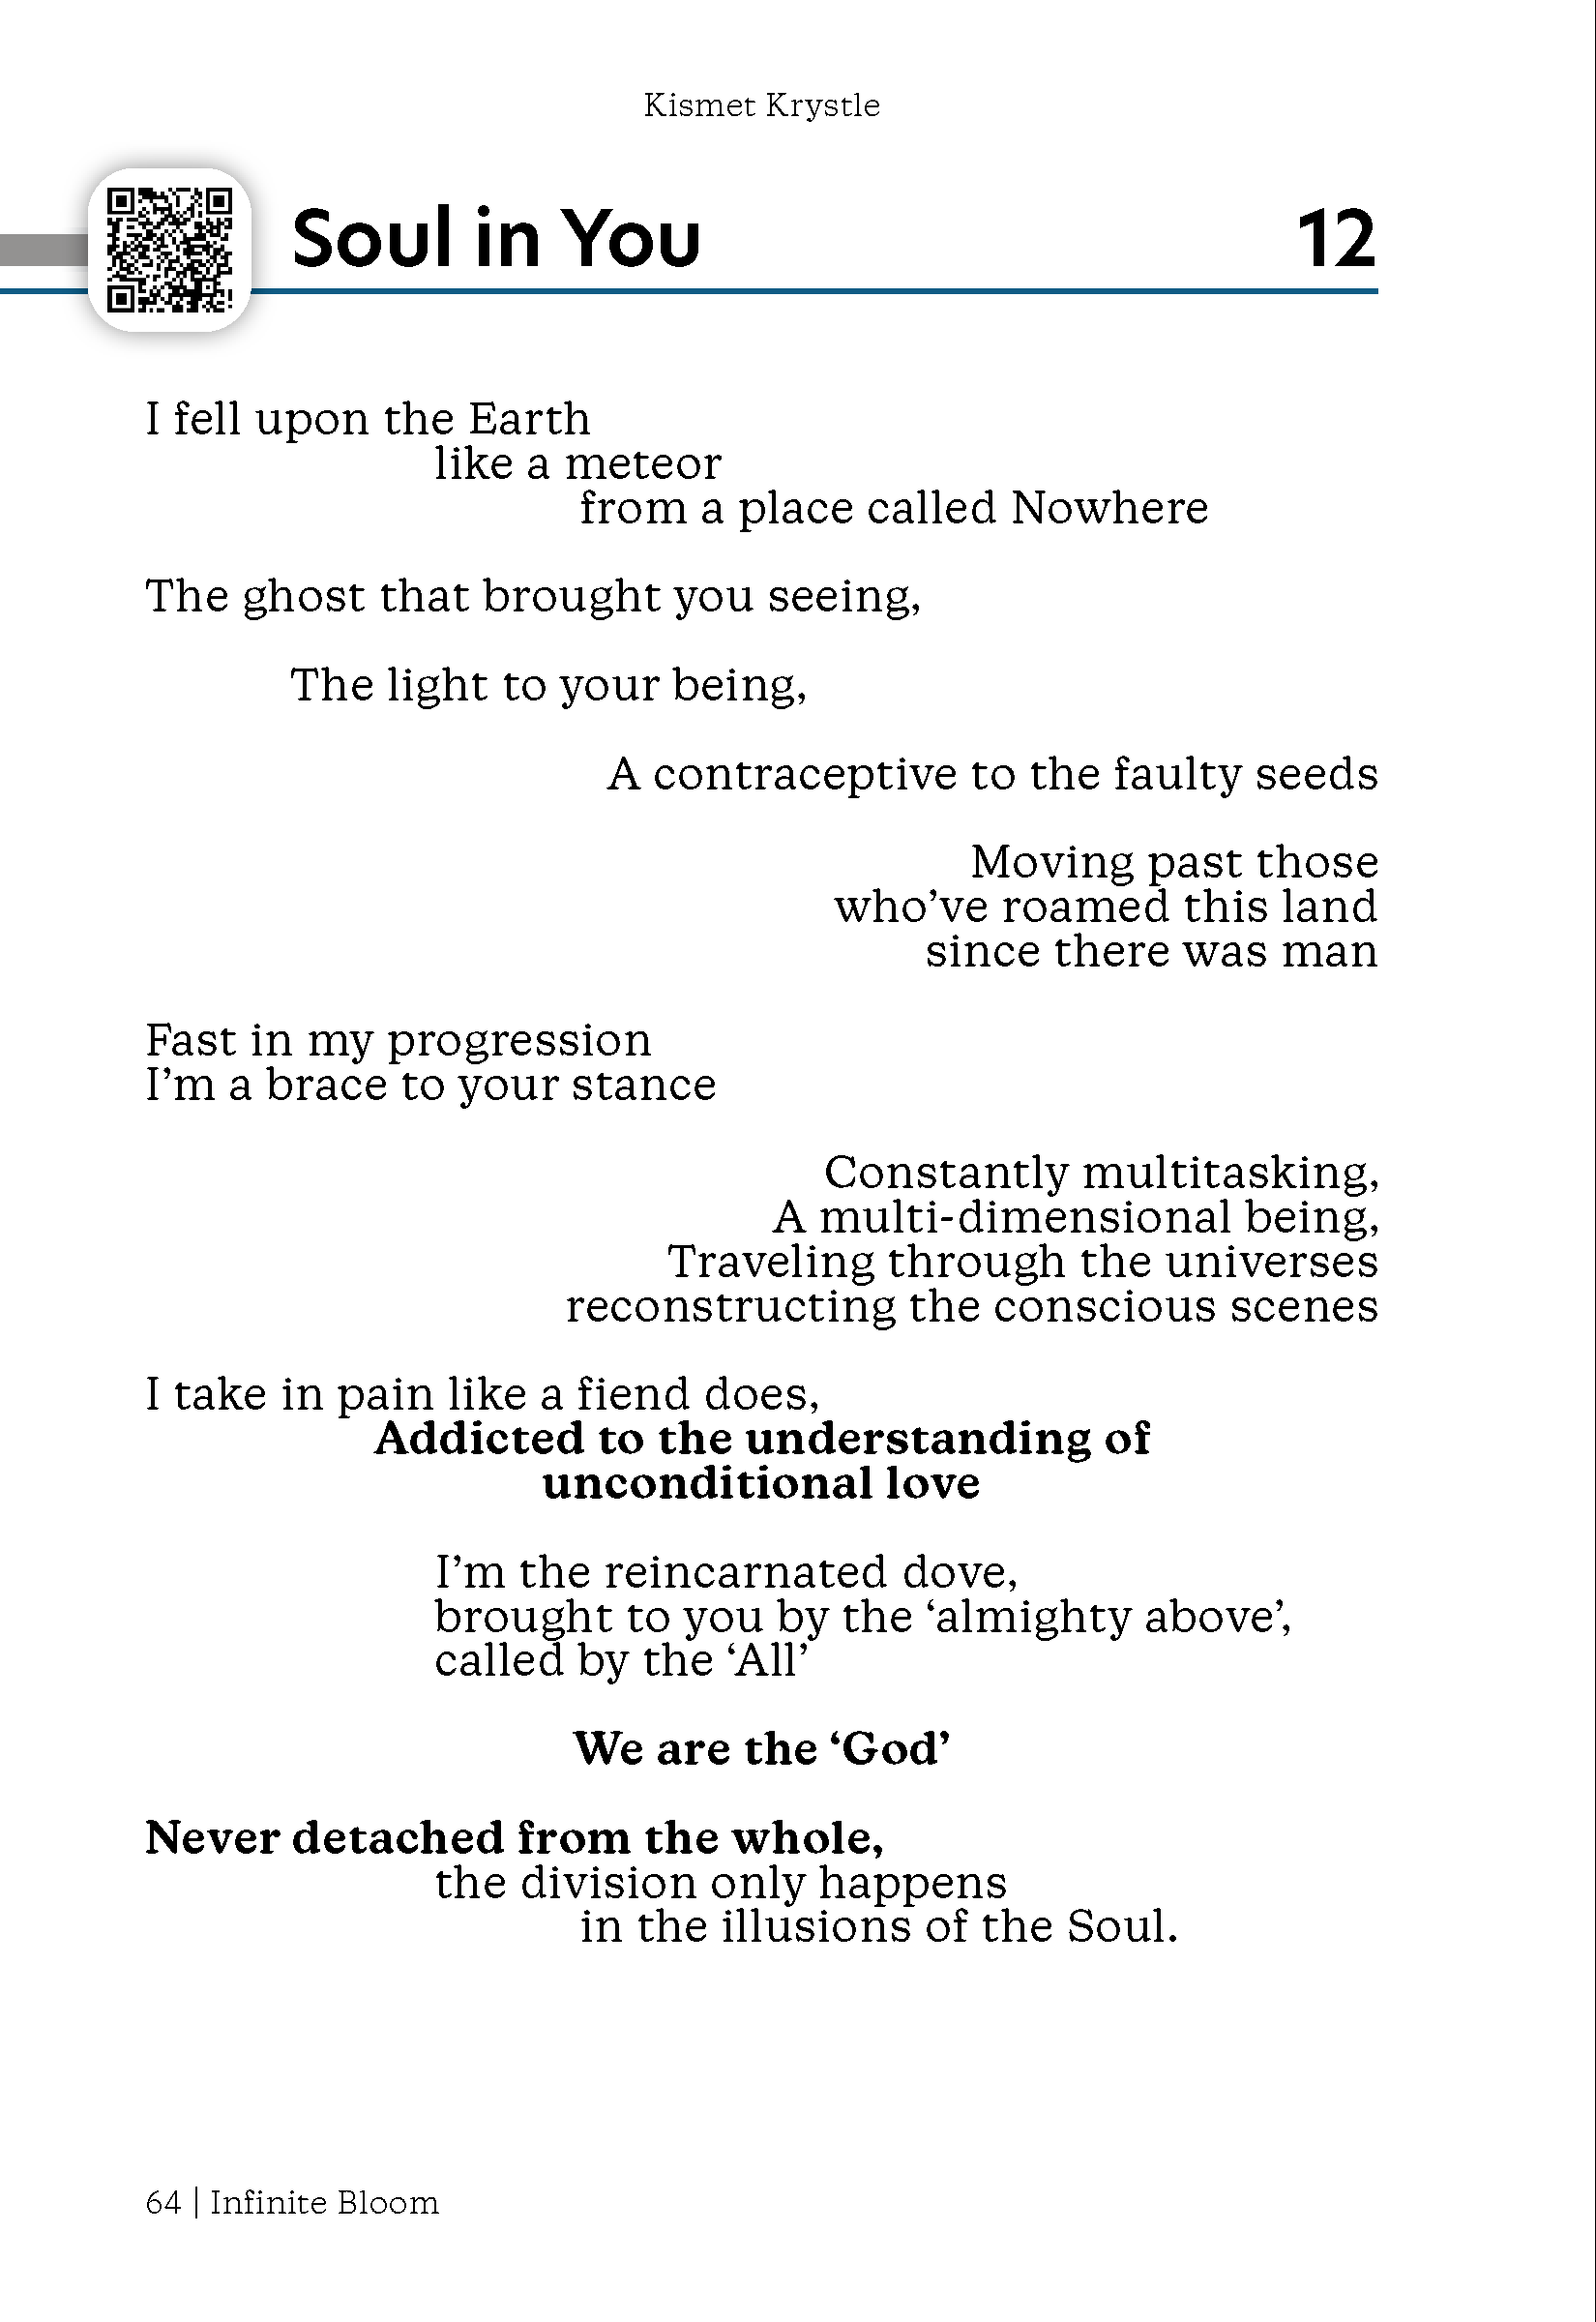 Kismet Krystle
Soul in You 12
I fell upon the Earth
like a meteor
from a place called Nowhere
The ghost that brought you seeing,
The light to your being,
A contraceptive to the faulty seeds
Moving past those
who’ve roamed this land
since there was man
Fast in my progression
I’m a brace to your stance
Constantly multitasking,
A multi-dimensional being,
Traveling through the universes
reconstructing the conscious scenes
I take in pain like a fiend does,
Addicted to the understanding of
unconditional love
I’m the reincarnated dove,
brought to you by the ‘almighty above’,
called by the ‘All’
We are the ‘God’
Never detached from the whole,
the division only happens
in the illusions of the Soul.
64 | Infinite Bloom